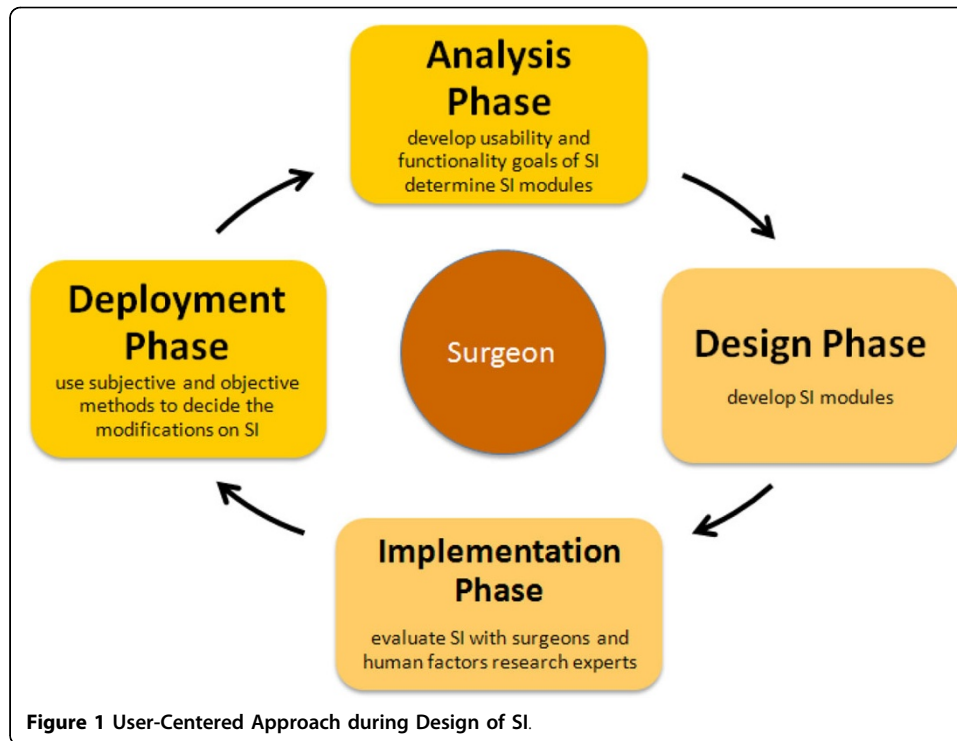 Analysis
Phase
develop usability and
functionality goals of SI
determine SI modules
Deployment
Phase
use subjective and objective
methods to decide the
modifications on SI
Surgeon
Design Phase
develop SI modules
Implementation
Phase
evaluate SI with surgeons and
human factors research experts
Figure 1 User-Centered Approach during Design of SI.